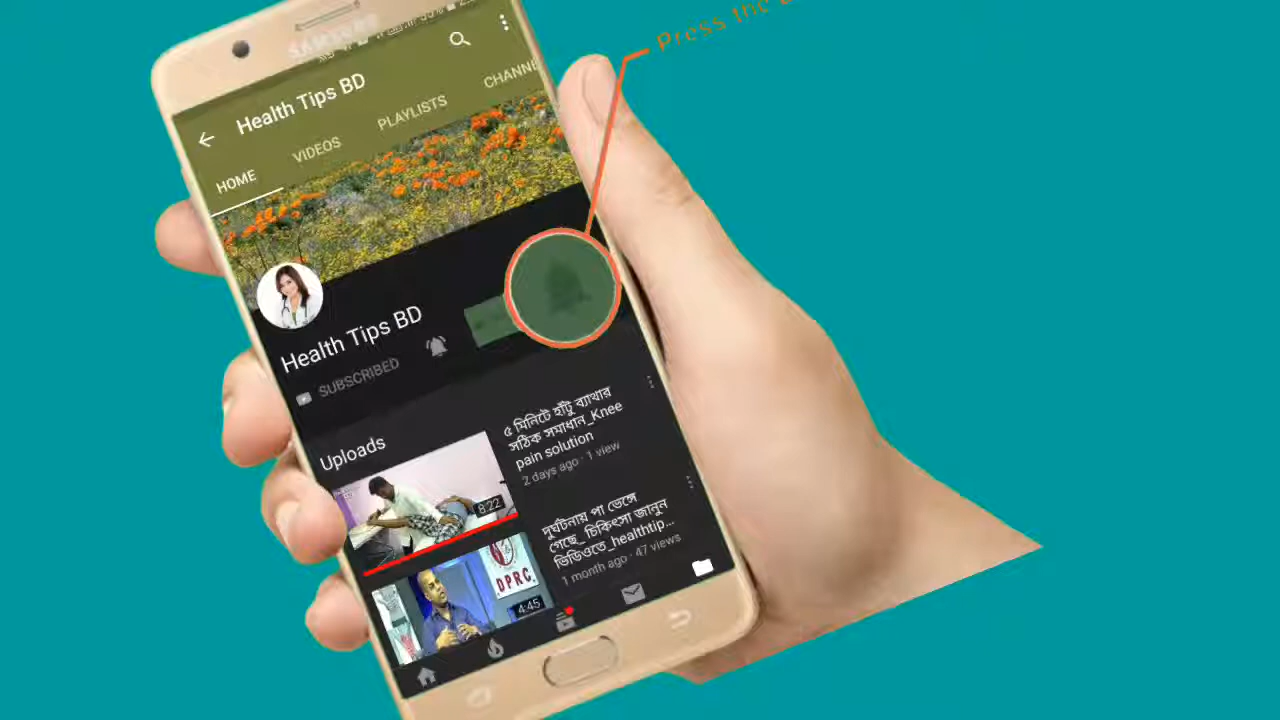 Press the
SAMSUNG
Health Tips BD
HOME
VIDEOS
PLAYLISTS
CHANNE
Health Tips BD
SUBSCRIBED
Uploads
৫ মিনিটে হাঁটু ব্যাথার
সঠিক সমাধান_Knee
pain solution
2 days ago · 1 view
8:22
দুর্ঘটনায় পা ভেঙ্গে
গেছে_ চিকিৎসা জানুন
ভিডিওতে_healthtip...
1 month ago · 47 views
DPRC
4:45